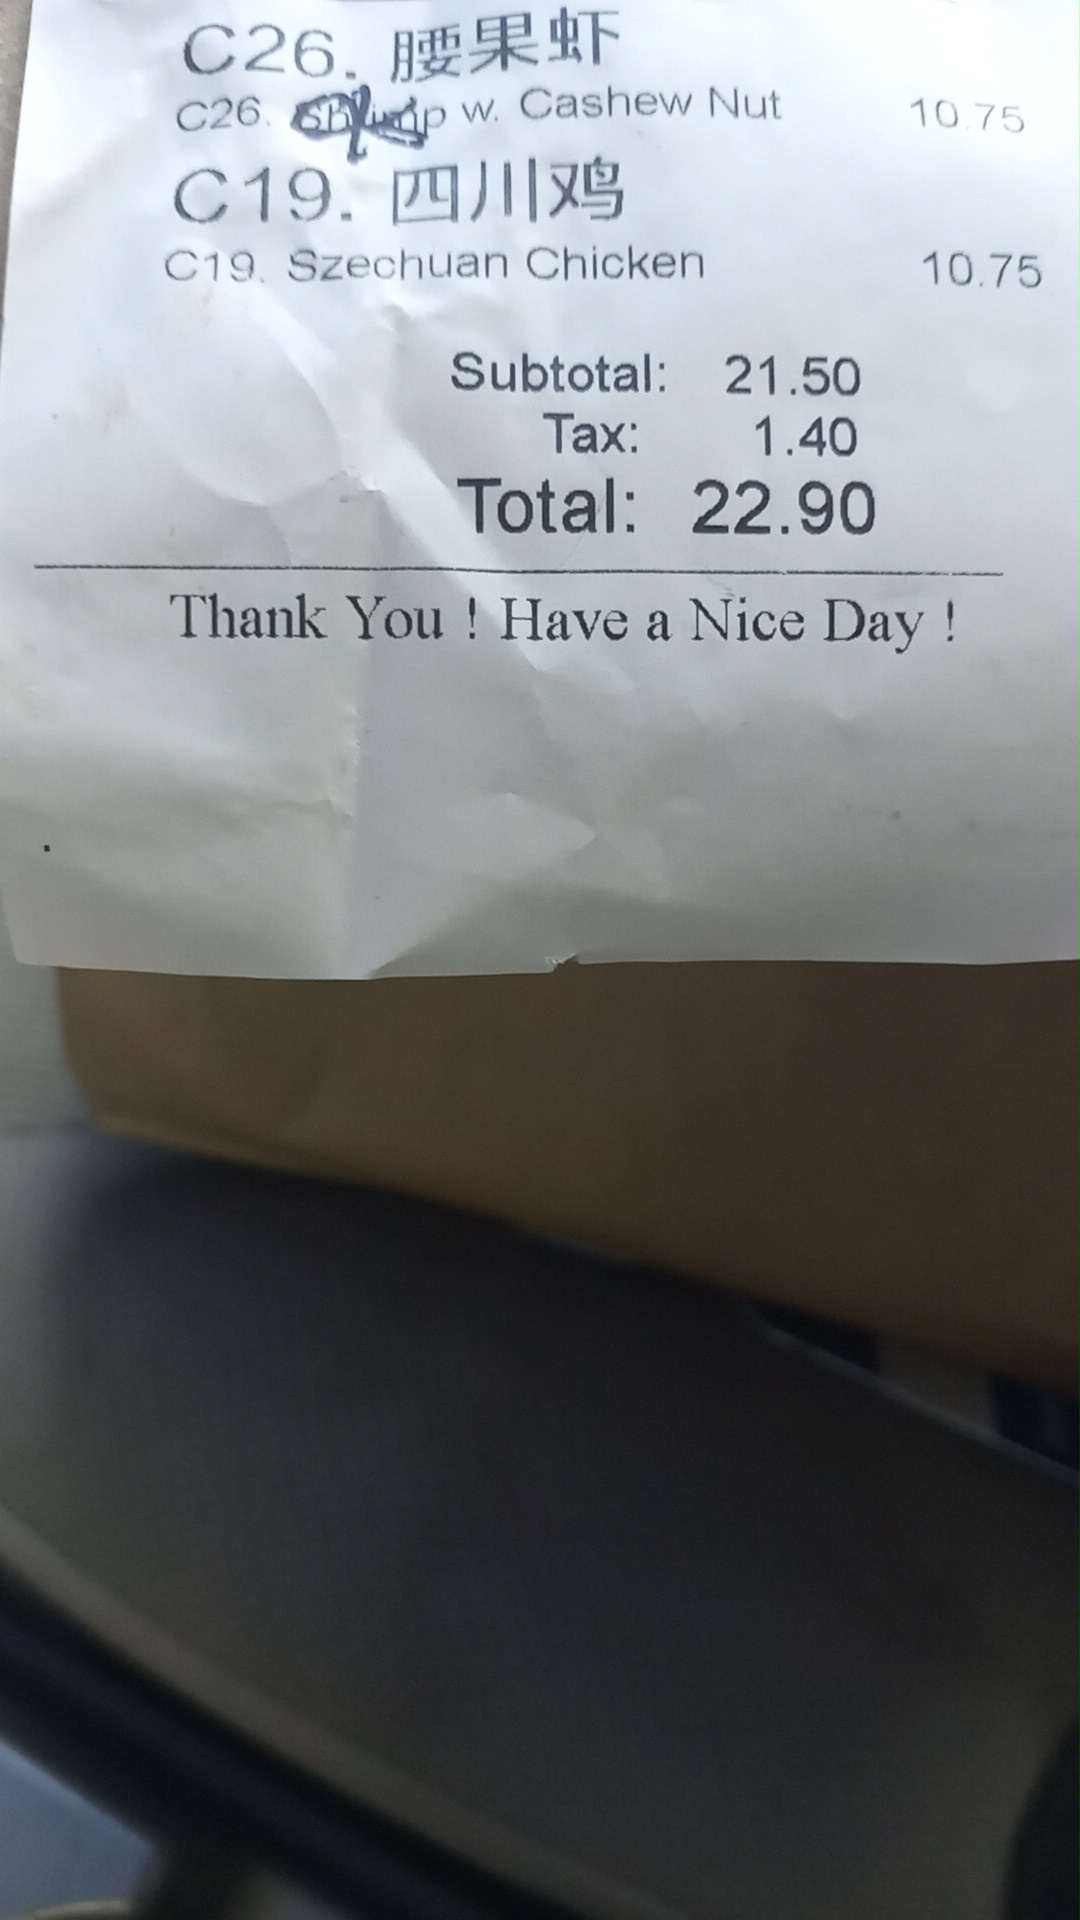 C26. 腰果虾
C26. Shrimp w. Cashew Nut 10.75
C19. 四川鸡
C19. Szechuan Chicken 10.75
Subtotal: 21.50
Tax: 1.40
Total: 22.90
Thank You ! Have a Nice Day !